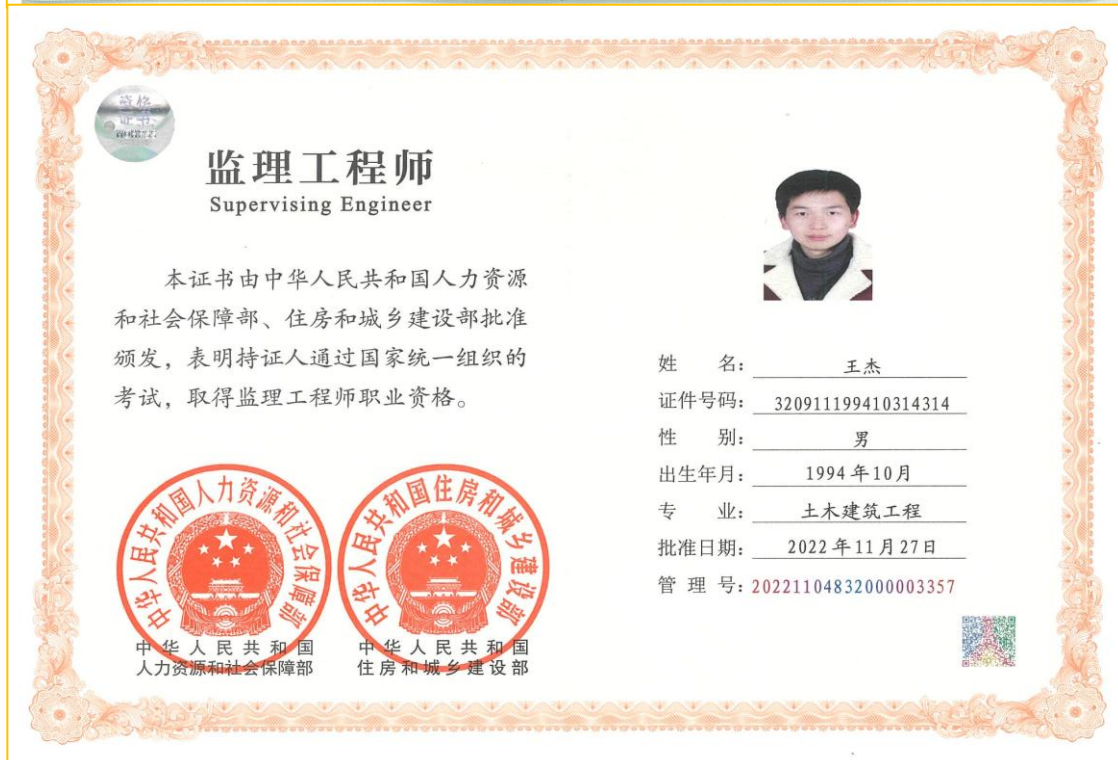 资格
证书
监理工程师
Supervising Engineer
本证书由中华人民共和国人力资源
和社会保障部、住房和城乡建设部批准
颁发，表明持证人通过国家统一组织的
考试，取得监理工程师职业资格。
中华人民共和国人力资源和社会保障部
中华人民共和国住房和城乡建设部
中华人民共和国
人力资源和社会保障部
中华人民共和国
住房和城乡建设部
姓 名： 王杰
证件号码： 320911199410314314
性 别： 男
出生年月： 1994年10月
专 业： 土木建筑工程
批准日期： 2022年11月27日
管 理 号：20221104832000003357